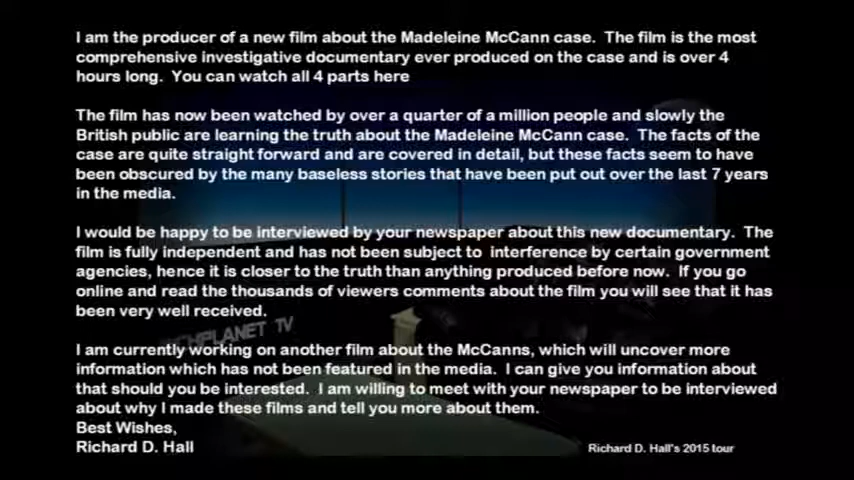 I am the producer of a new film about the Madeleine McCann case.  The film is the most
comprehensive investigative documentary ever produced on the case and is over 4
hours long.  You can watch all 4 parts here
The film has now been watched by over a quarter of a million people and slowly the
British public are learning the truth about the Madeleine McCann case.  The facts of the
case are quite straight forward and are covered in detail, but these facts seem to have
been obscured by the many baseless stories that have been put out over the last 7 years
in the media.
I would be happy to be interviewed by your newspaper about this new documentary.  The
film is fully independent and has not been subject to  interference by certain government
agencies, hence it is closer to the truth than anything produced before now.  If you go
online and read the thousands of viewers comments about the film you will see that it has
been very well received.
TV
I am currently working on another film about the McCanns, which will uncover more
information which has not been featured in the media.  I can give you information about
that should you be interested.  I am willing to meet with your newspaper to be interviewed
about why I made these films and tell you more about them.
Best Wishes,
Richard D. Hall
Richard D. Hall's 2015 tour